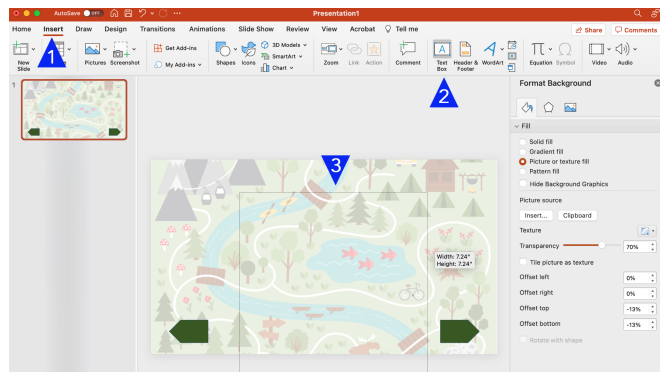 AutoSave OFF
Presentation1
Home Insert Draw Design Transitions Animations Slide Show Review View Acrobat Tell me
Share Comments
New Slide
Pictures Screenshot
Get Add-ins
My Add-ins
Shapes Icons
3D Models
SmartArt
Chart
Zoom Link Action
Comment
Text Box
Header & Footer
WordArt
Equation Symbol
Video Audio
1
2
3
1
Width: 7.24"
Height: 7.24"
Format Background
Fill
Solid fill
Gradient fill
Picture or texture fill
Pattern fill
Hide Background Graphics
Picture source
Insert... Clipboard
Texture
Transparency 70%
Tile picture as texture
Offset left 0%
Offset right 0%
Offset top -13%
Offset bottom -13%
Rotate with shape